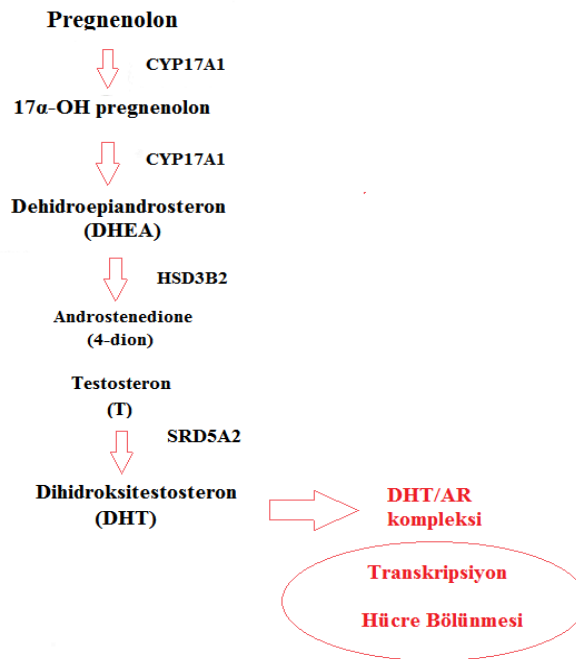 Pregnenolon
CYP17A1
17α-OH pregnenolon
CYP17A1
Dehidroepiandrosteron
(DHEA)
HSD3B2
Androstenedione
(4-dion)
Testosteron
(T)
SRD5A2
Dihidroksitestosteron
(DHT)
DHT/AR
kompleksi
Transkripsiyon
Hücre Bölünmesi